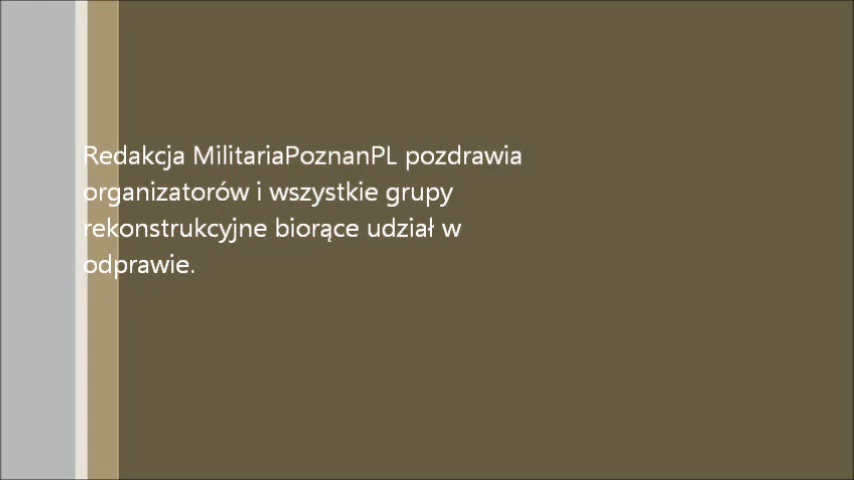 Redakcja MilitariaPoznanPL pozdrawia
organizatorów i wszystkie grupy
rekonstrukcyjne biorące udział w
odprawie.